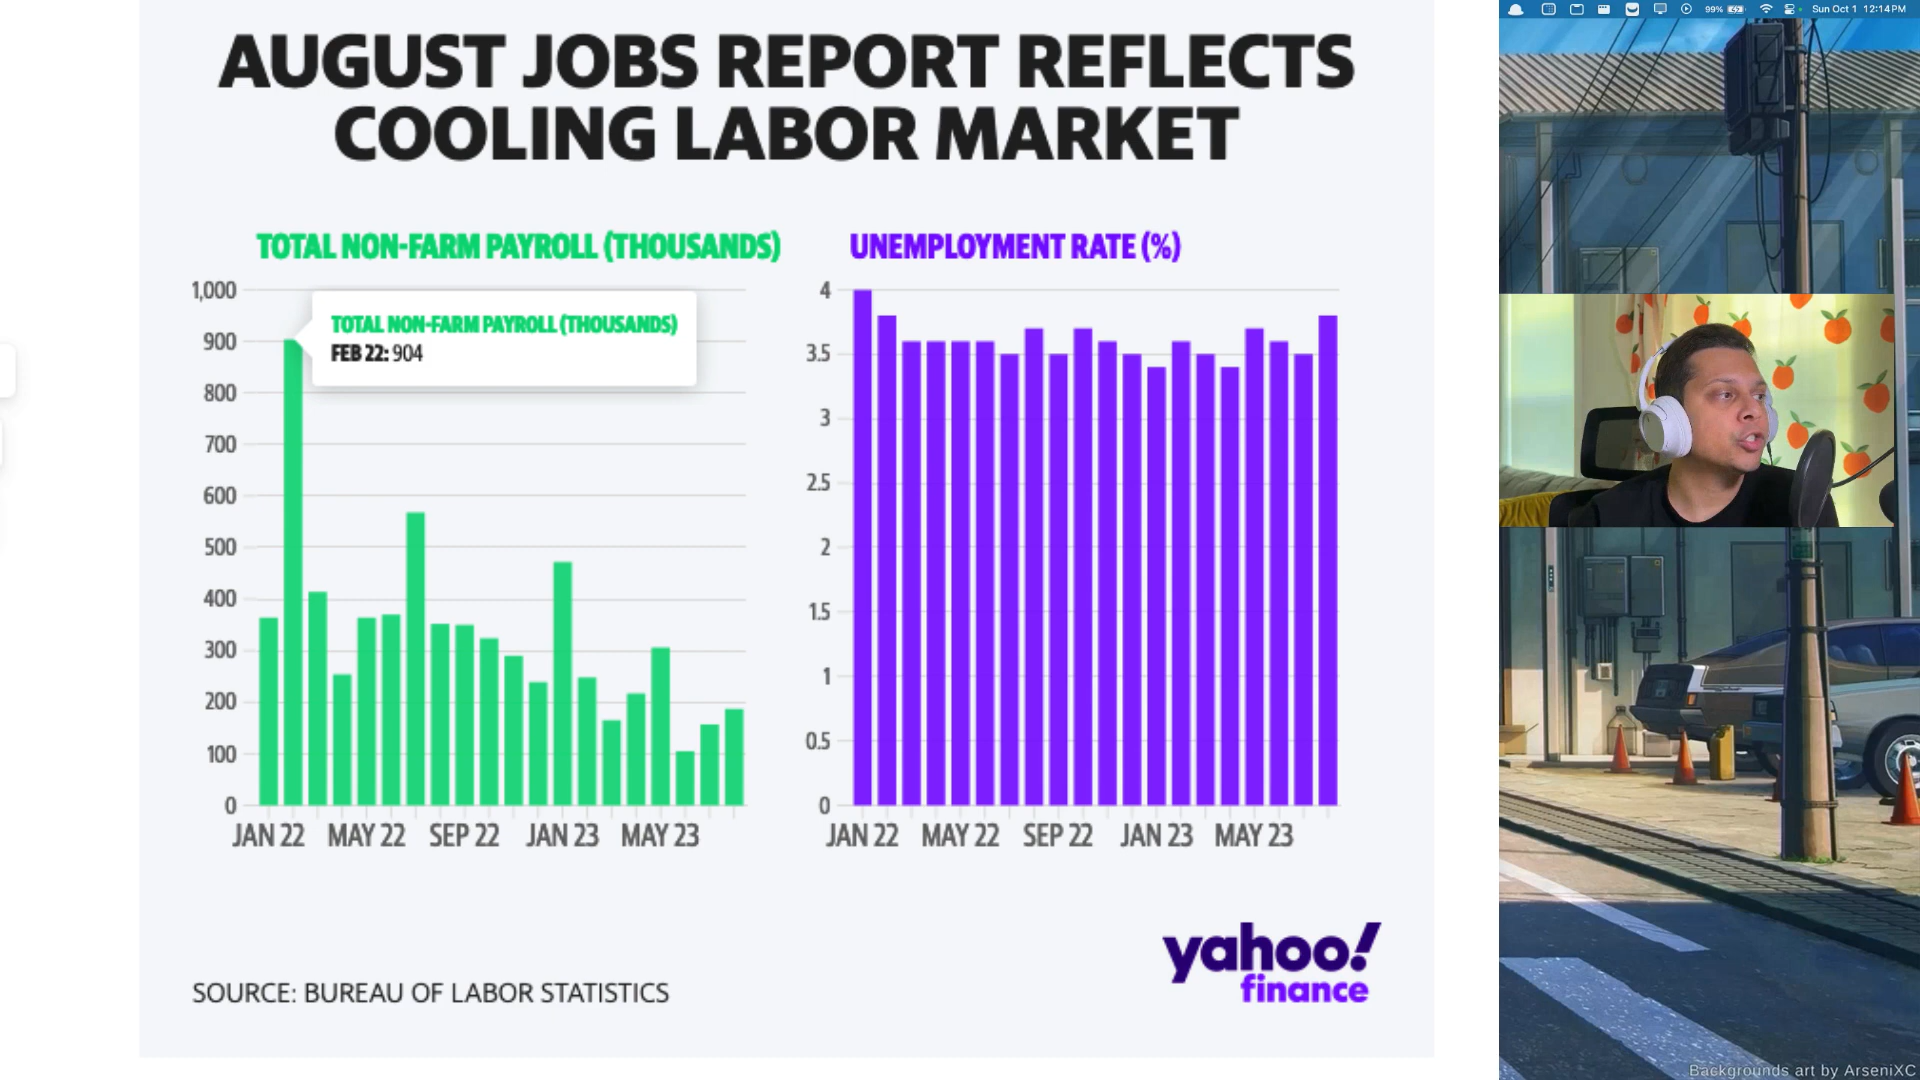 99%
Sun Oct 1 12:14PM
AUGUST JOBS REPORT REFLECTS
COOLING LABOR MARKET
TOTAL NON-FARM PAYROLL (THOUSANDS)
1,000
900
800
700
600
500
400
300
200
100
0
TOTAL NON-FARM PAYROLL (THOUSANDS)
FEB 22: 904
JAN 22 MAY 22 SEP 22 JAN 23 MAY 23
UNEMPLOYMENT RATE (%)
4
3.5
3
2.5
2
1.5
1
0.5
0
JAN 22 MAY 22 SEP 22 JAN 23 MAY 23
SOURCE: BUREAU OF LABOR STATISTICS
yahoo!
finance
Backgrounds art by ArseniXC